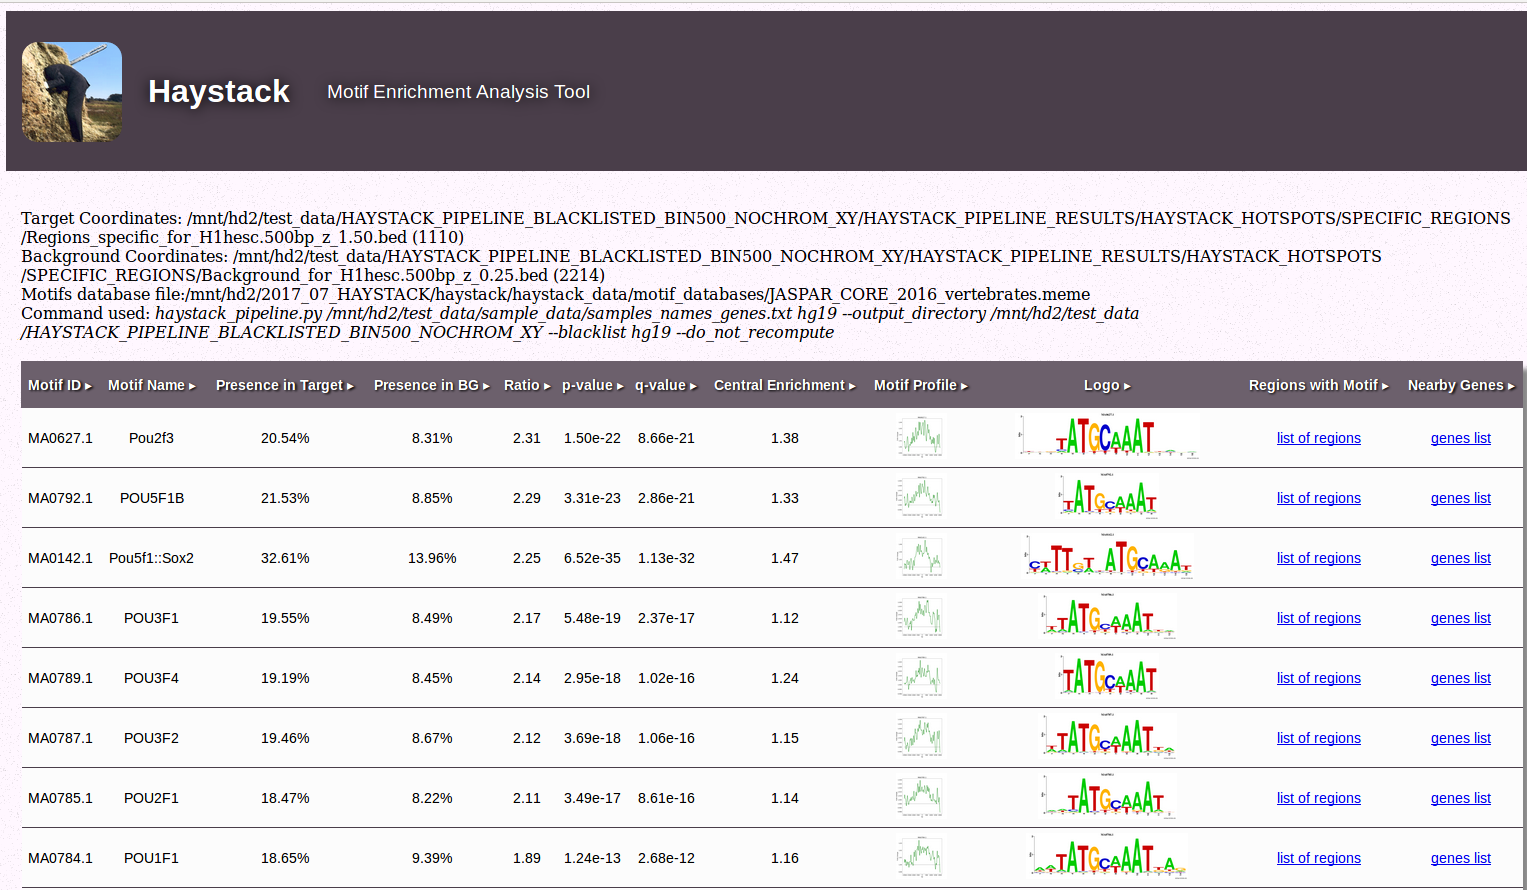 Haystack Motif Enrichment Analysis Tool
Target Coordinates: /mnt/hd2/test_data/HAYSTACK_PIPELINE_BLACKLISTED_BIN500_NOCHROM_XY/HAYSTACK_PIPELINE_RESULTS/HAYSTACK_HOTSPOTS/SPECIFIC_REGIONS
/Regions_specific_for_H1hesc.500bp_z_1.50.bed (1110)
Background Coordinates: /mnt/hd2/test_data/HAYSTACK_PIPELINE_BLACKLISTED_BIN500_NOCHROM_XY/HAYSTACK_PIPELINE_RESULTS/HAYSTACK_HOTSPOTS
/SPECIFIC_REGIONS/Background_for_H1hesc.500bp_z_0.25.bed (2214)
Motifs database file:/mnt/hd2/2017_07_HAYSTACK/haystack/haystack_data/motif_databases/JASPAR_CORE_2016_vertebrates.meme
Command used: haystack_pipeline.py /mnt/hd2/test_data/sample_data/samples_names_genes.txt hg19 --output_directory /mnt/hd2/test_data
/HAYSTACK_PIPELINE_BLACKLISTED_BIN500_NOCHROM_XY --blacklist hg19 --do_not_recompute
Motif ID ▸ Motif Name ▸ Presence in Target ▸ Presence in BG ▸ Ratio ▸ p-value ▸ q-value ▸ Central Enrichment ▸ Motif Profile ▸ Logo ▸ Regions with Motif ▸ Nearby Genes ▸
MA0627.1 Pou2f3 20.54% 8.31% 2.31 1.50e-22 8.66e-21 1.38 TATGCAAAT list of regions genes list
MA0792.1 POU5F1B 21.53% 8.85% 2.29 3.31e-23 2.86e-21 1.33 TATGCAAAT list of regions genes list
MA0142.1 Pou5f1::Sox2 32.61% 13.96% 2.25 6.52e-35 1.13e-32 1.47 list of regions genes list
MA0786.1 POU3F1 19.55% 8.49% 2.17 5.48e-19 2.37e-17 1.12 list of regions genes list
MA0789.1 POU3F4 19.19% 8.45% 2.14 2.95e-18 1.02e-16 1.24 TATGCAAAT list of regions genes list
MA0787.1 POU3F2 19.46% 8.67% 2.12 3.69e-18 1.06e-16 1.15 list of regions genes list
MA0785.1 POU2F1 18.47% 8.22% 2.11 3.49e-17 8.61e-16 1.14 list of regions genes list
MA0784.1 POU1F1 18.65% 9.39% 1.89 1.24e-13 2.68e-12 1.16 list of regions genes list